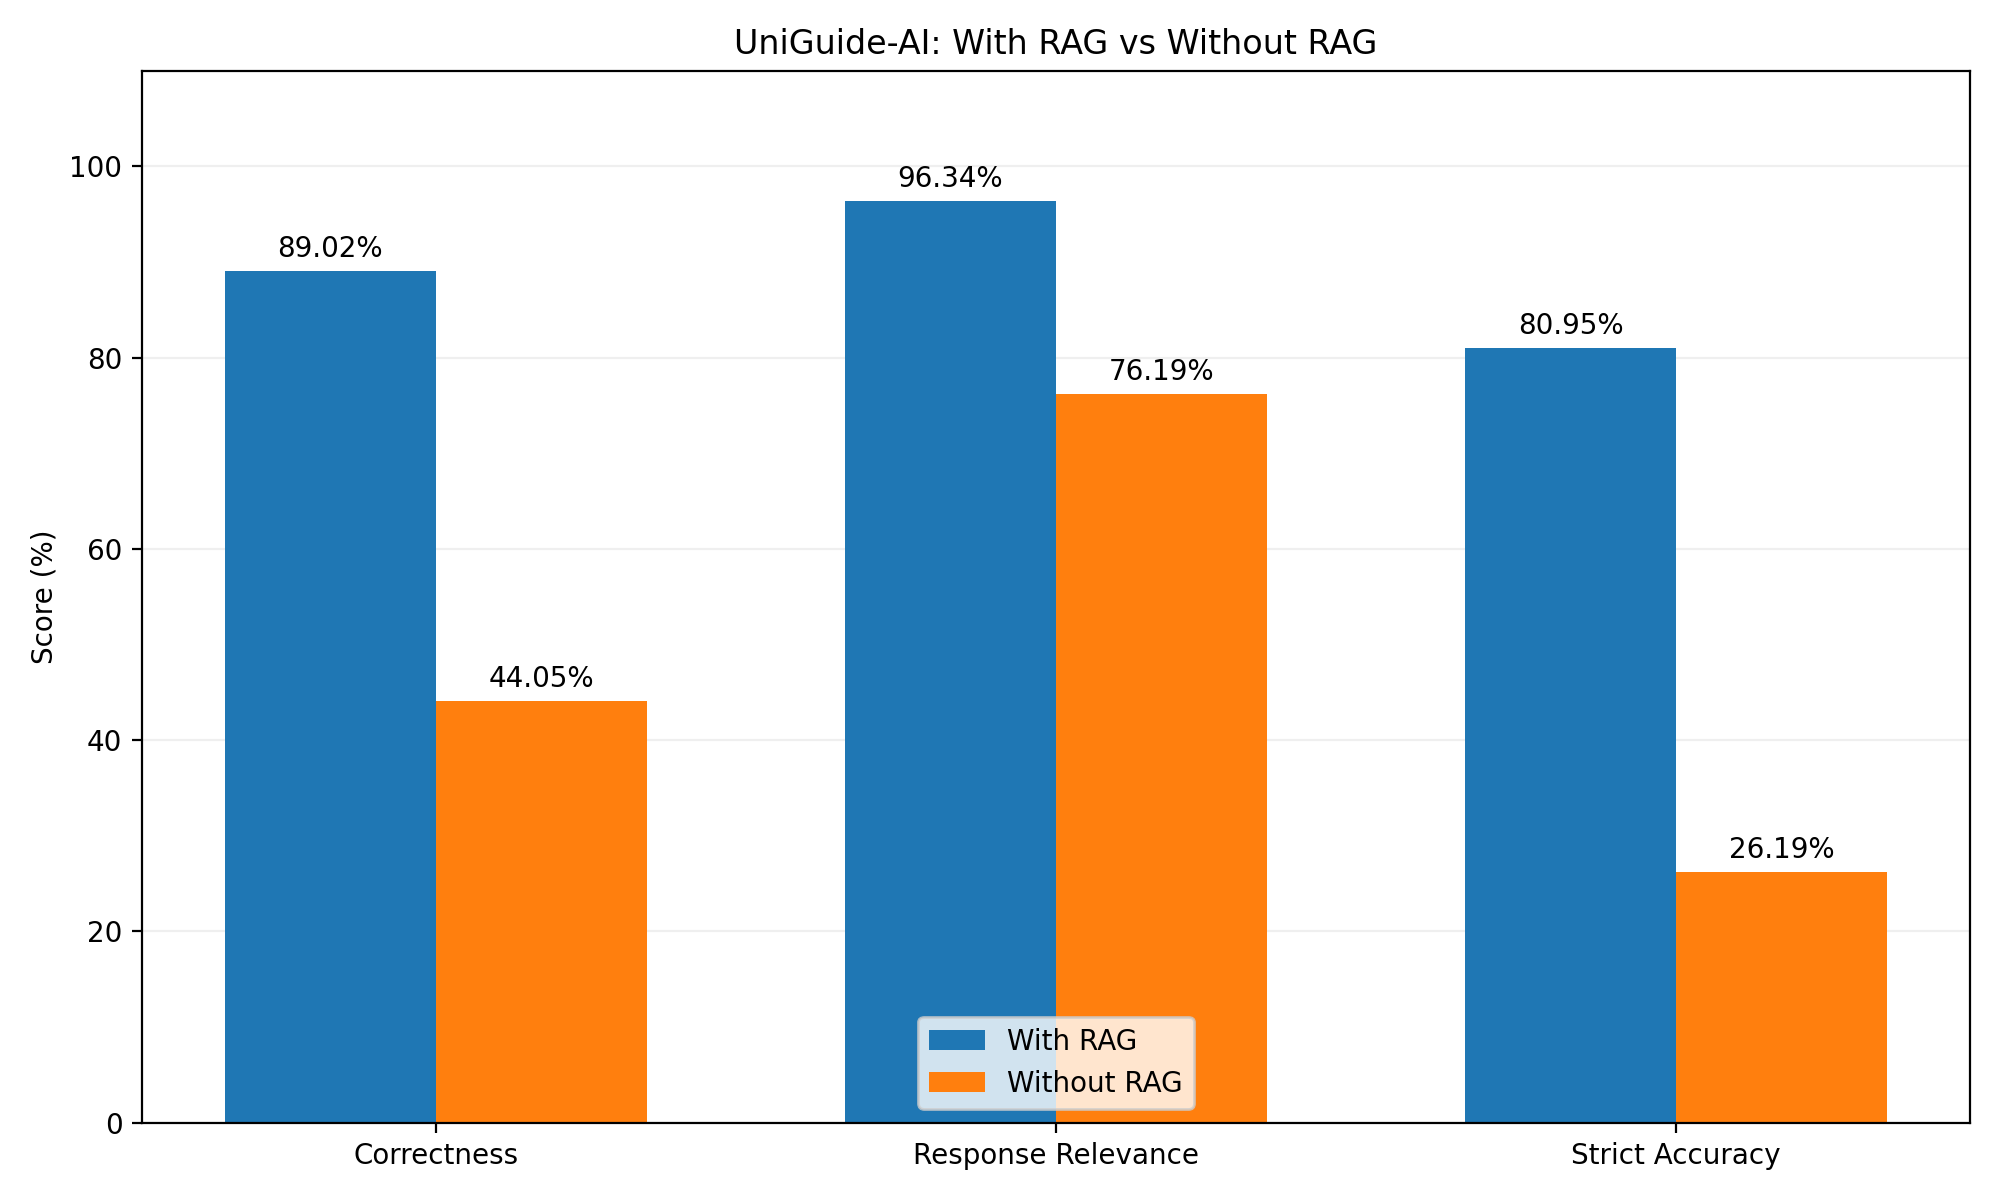 UniGuide-AI: With RAG vs Without RAG
Score (%)
100
80
60
40
20
0
89.02%
44.05%
96.34%
76.19%
80.95%
26.19%
With RAG
Without RAG
Correctness
Response Relevance
Strict Accuracy